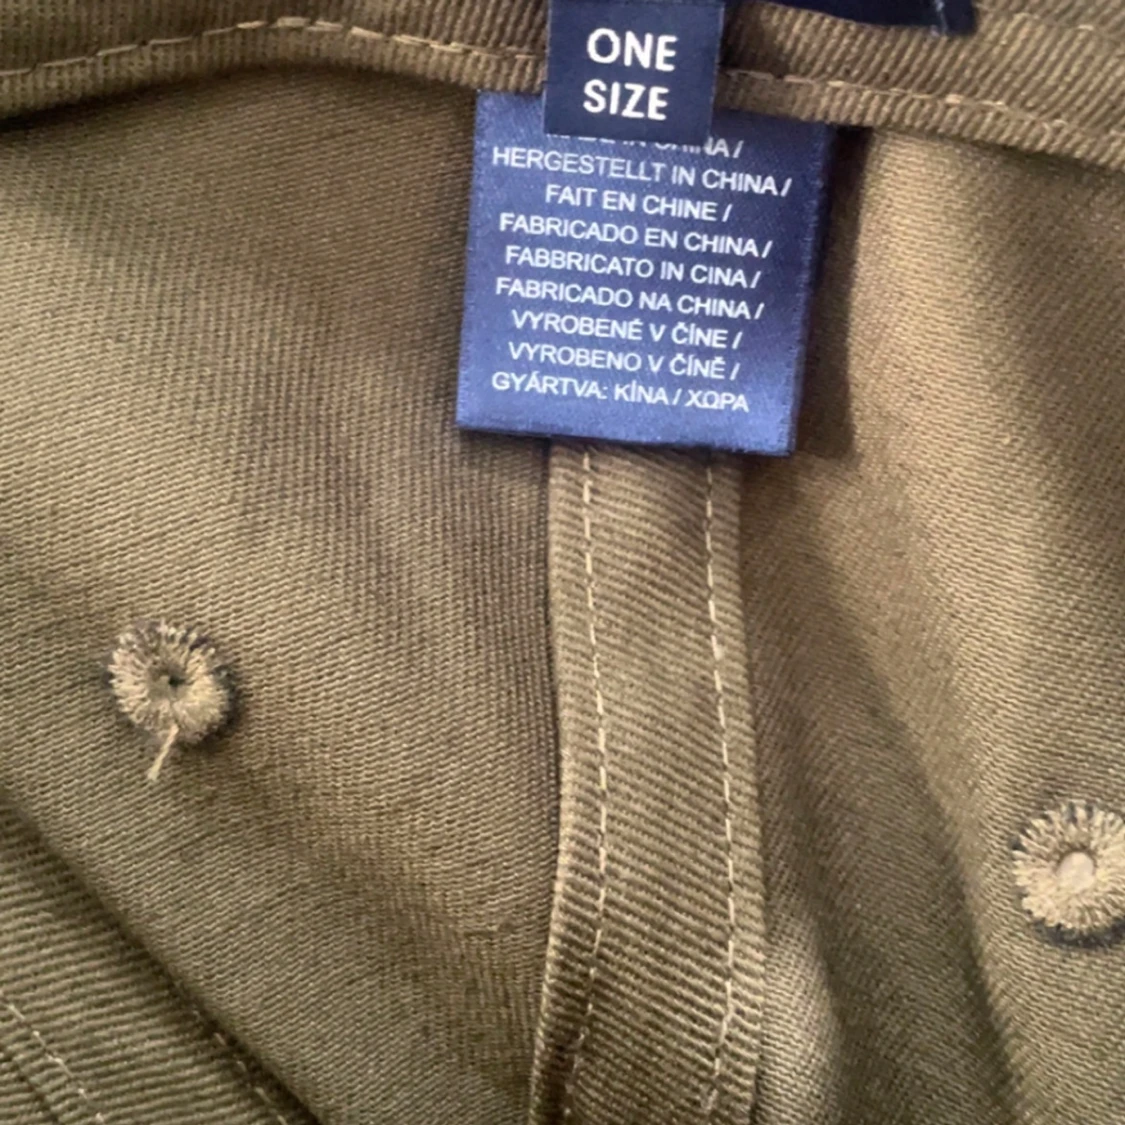 ONE
SIZE
CHINA /
HERGESTELLT IN CHINA /
FAIT EN CHINE /
FABRICADO EN CHINA /
FABBRICATO IN CINA /
FABRICADO NA CHINA /
VYROBENÉ V ČÍNE /
VYROBENO V ČÍNĚ /
GYÁRTVA: KÍNA / ΧΩΡΑ